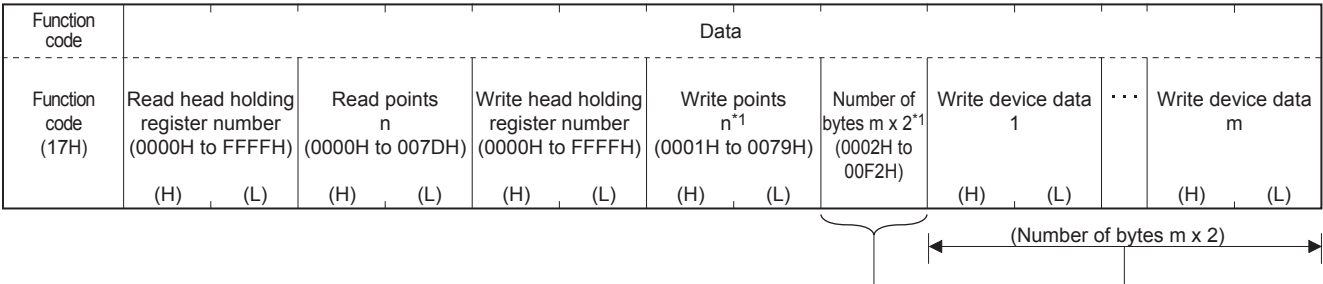 Function
code
Data
Function
code
(17H)
Read head holding
register number
(0000H to FFFFH)
(H) (L)
Read points
n
(0000H to 007DH)
(H) (L)
Write head holding
register number
(0000H to FFFFH)
(H) (L)
Write points
n*1
(0001H to 0079H)
(H) (L)
Number of
bytes m x 2*1
(0002H to
00F2H)
Write device data
1
(H) (L)
...
Write device data
m
(H) (L)
(Number of bytes m x 2)